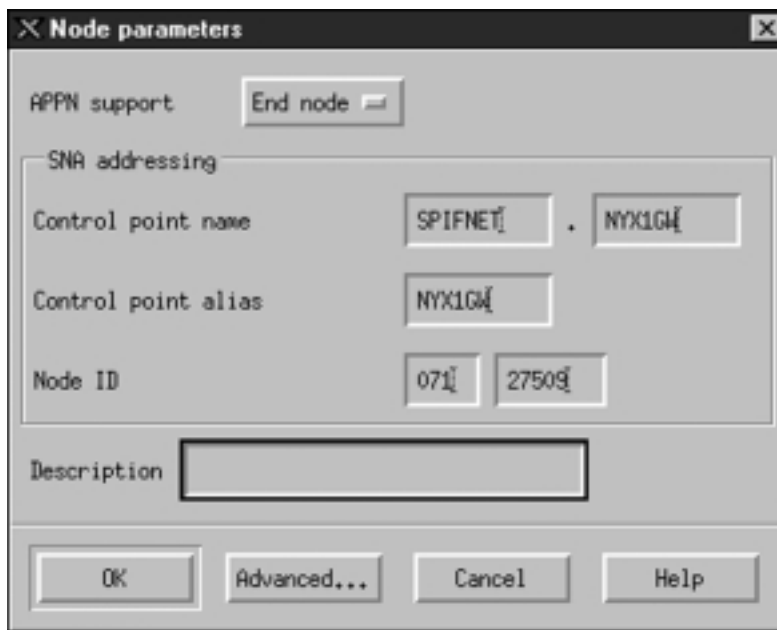 Node parameters
APPN support End node
SNA addressing
Control point name SPIFNET . NYX1GW
Control point alias NYX1GW
Node ID 071 27509
Description
OK Advanced... Cancel Help